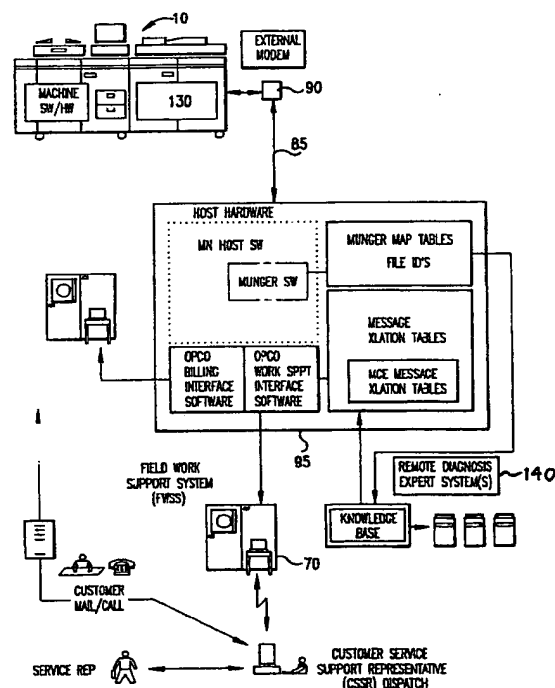 10
EXTERNAL
MODEM
MACHINE
SW/HW
130
90
85
HOST HARDWARE
MN HOST SW
MUNGER SW
MUNGER MAP TABLES
FILE ID'S
MESSAGE
XLATION TABLES
MCE MESSAGE
XLATION TABLES
OPCO
BILLING
INTERFACE
SOFTWARE
OPCO
WORK SPPT
INTERFACE
SOFTWARE
95
REMOTE DIAGNOSIS
EXPERT SYSTEM(S)
140
FIELD WORK
SUPPORT SYSTEM
(FWSS)
KNOWLEDGE
BASE
70
CUSTOMER
MAIL/CALL
SERVICE REP
CUSTOMER SERVICE
SUPPORT REPRESENTATIVE
(CSSR) DISPATCH